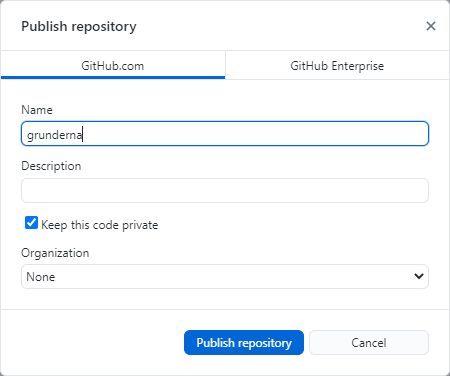 Publish repository
GitHub.com
GitHub Enterprise
Name
grunderna
Description
Keep this code private
Organization
None
Publish repository
Cancel